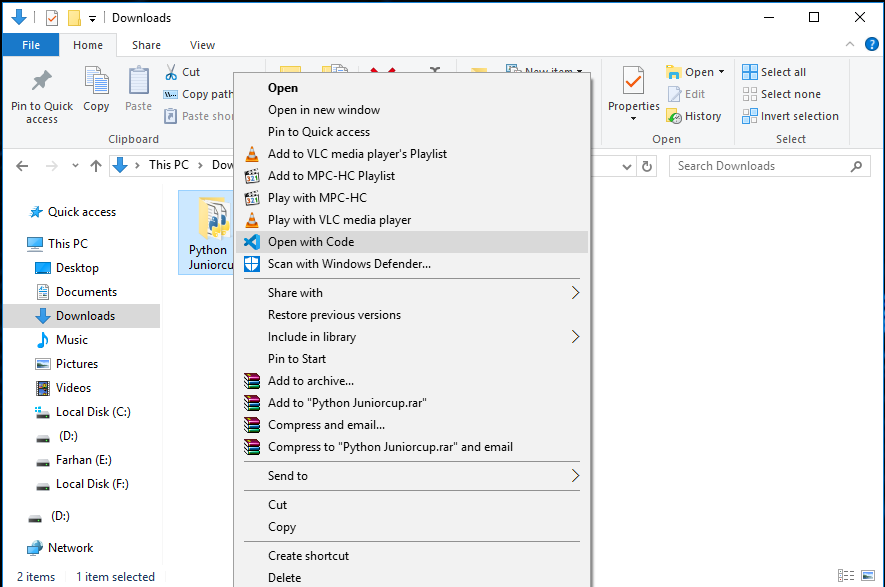 Downloads
File
Home
Share
View
Pin to Quick access
Copy
Paste
Cut
Copy path
Paste shor
Clipboard
New item
Properties
Open
Edit
History
Open
Select all
Select none
Invert selection
Select
This PC
Dow
Search Downloads
Quick access
This PC
Desktop
Documents
Downloads
Music
Pictures
Videos
Local Disk (C:)
(D:)
Farhan (E:)
Local Disk (F:)
(D:)
Network
Python
Juniorcu
Open
Open in new window
Pin to Quick access
Add to VLC media player's Playlist
Add to MPC-HC Playlist
Play with MPC-HC
Play with VLC media player
Open with Code
Scan with Windows Defender...
Share with
Restore previous versions
Include in library
Pin to Start
Add to archive...
Add to "Python Juniorcup.rar"
Compress and email...
Compress to "Python Juniorcup.rar" and email
Send to
Cut
Copy
Create shortcut
Delete
2 items
1 item selected